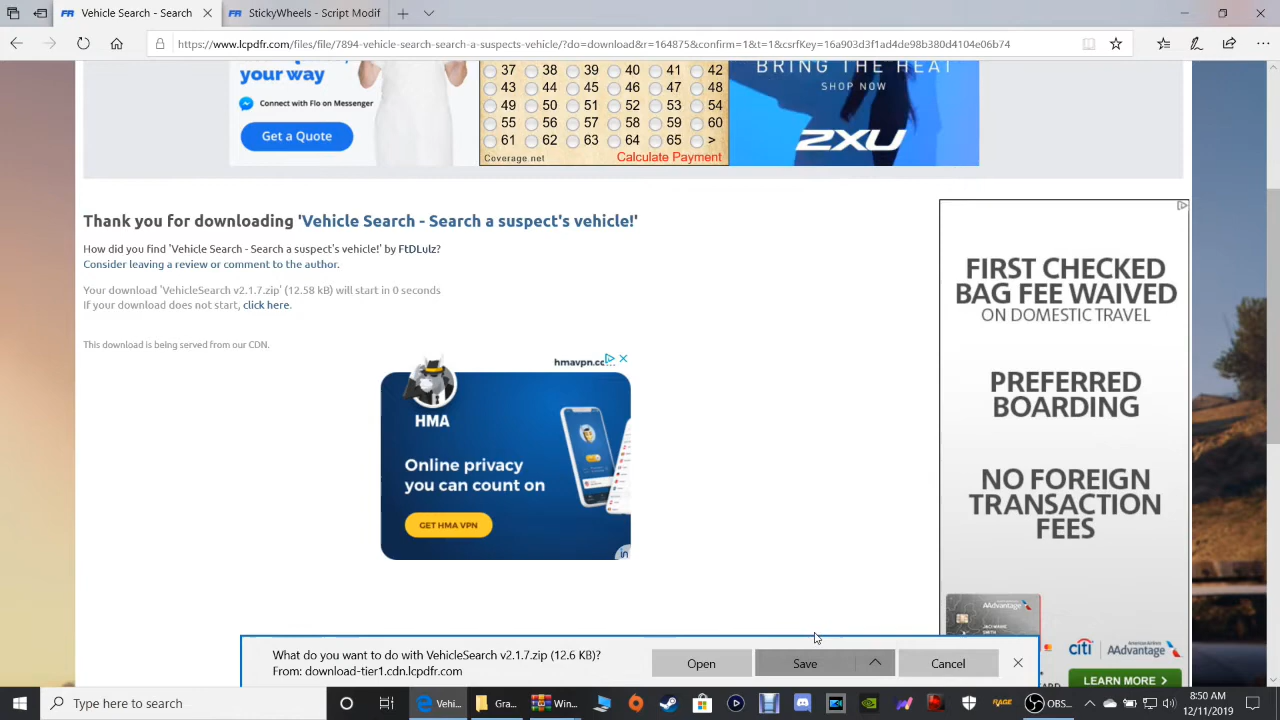 Vehi
https://www.lcpdfr.com/files/file/7894-vehicle-search-search-a-suspects-vehicle/?do=download&r=164875&confirm=1&t=1&csrfKey=16a903d3f1ad4de98b380d4104e06b74
your way
Connect with Flo on Messenger
Get a Quote
37 38 39 40 41 42
43 44 45 46 47 48
49 50 51 52 53 54
55 56 57 58 59 60
61 62 63 64 65 >
Coverage.net Calculate Payment
BRING THE HEAT
SHOP NOW
2XU
Thank you for downloading 'Vehicle Search - Search a suspect's vehicle!'
How did you find 'Vehicle Search - Search a suspect's vehicle!' by FtDLulz?
Consider leaving a review or comment to the author.
Your download 'VehicleSearch v2.1.7.zip' (12.58 kB) will start in 0 seconds
If your download does not start, click here.
This download is being served from our CDN.
hmavpn.cc...
HMA
Online privacy
you can count on
GET HMA VPN
in
FIRST CHECKED
BAG FEE WAIVED
ON DOMESTIC TRAVEL
PREFERRED
BOARDING
NO FOREIGN
TRANSACTION
FEES
AAdvantage
citi
AAdvantage
LEARN MORE >
What do you want to do with VehicleSearch v2.1.7.zip (12.6 KB)?
From: download-tier1.cdn.lcpdfr.com
Open
Save
Cancel
Type here to search
Vehi...
Gra...
Win...
RAGE
OBS...
8:50 AM
12/11/2019